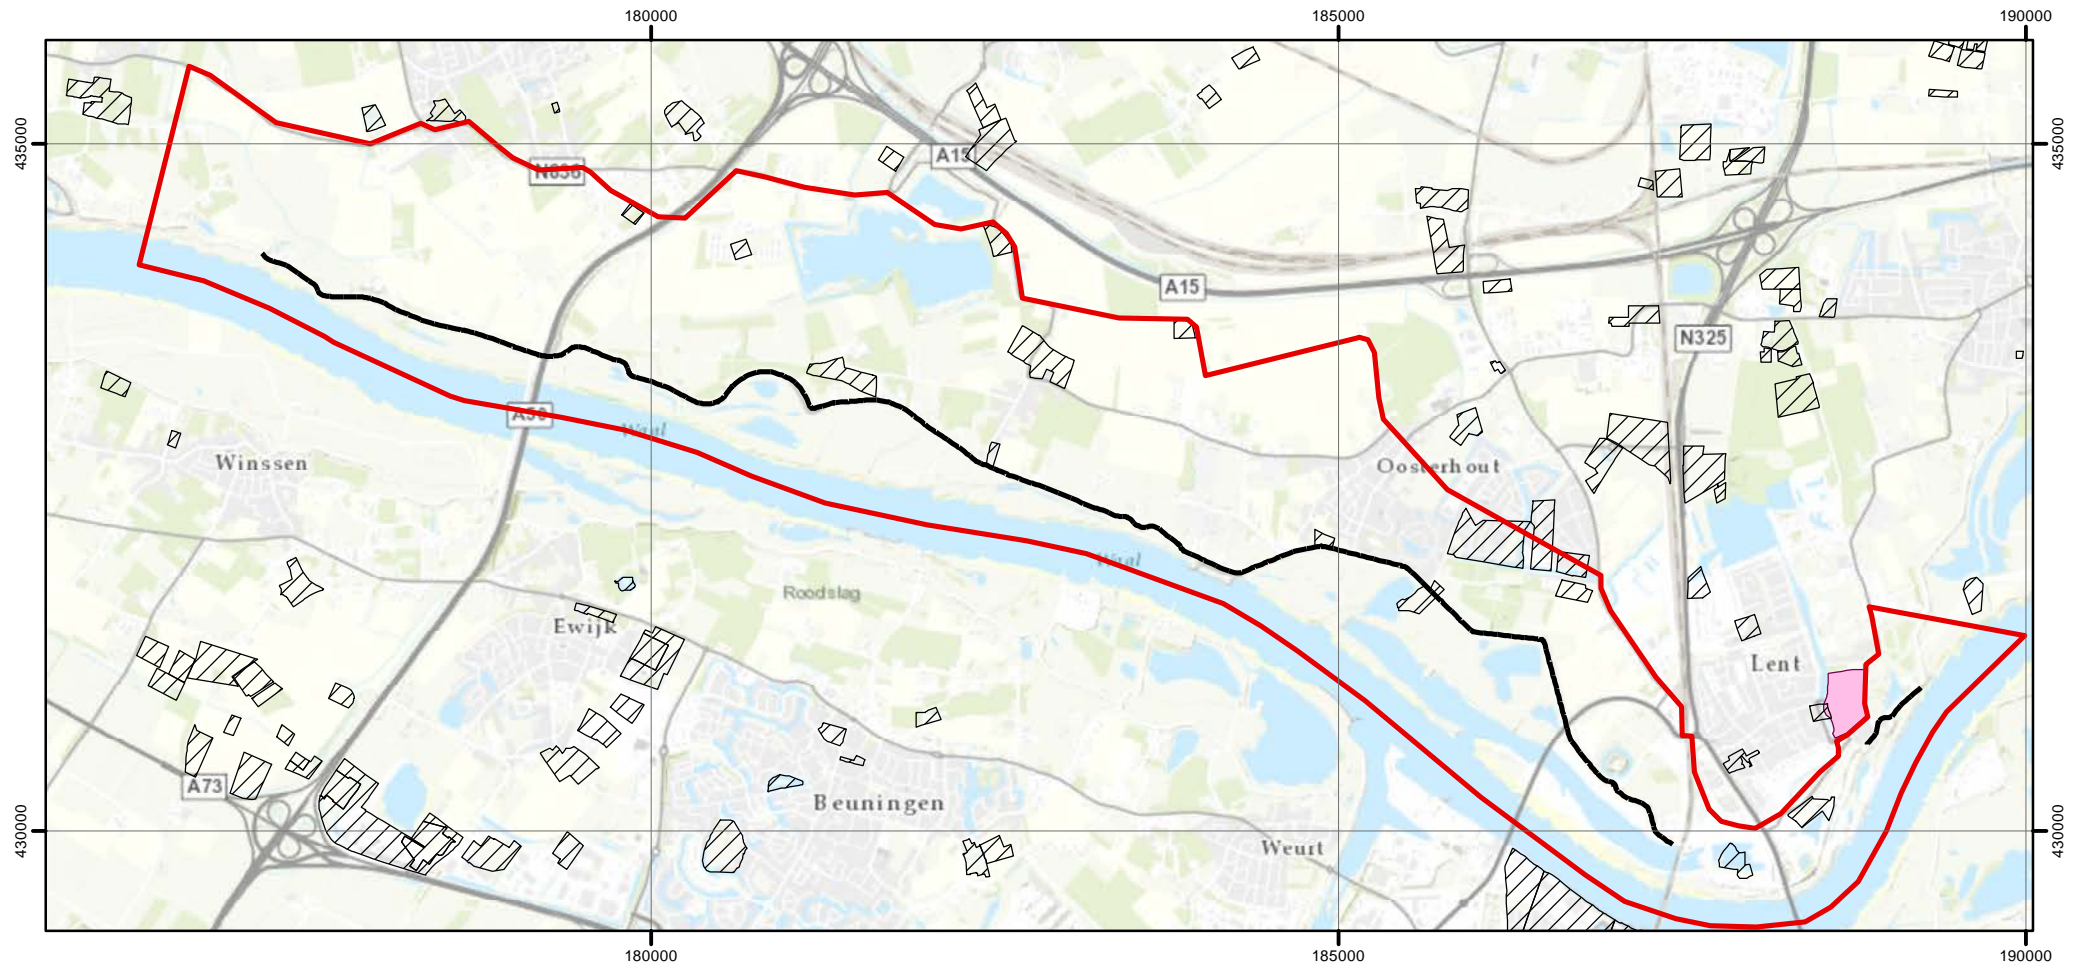 180000
185000
190000
435000
435000
A15
N836
A15
N325
A50
Waal
Winssen
Oosterhout
Waal
Roodslag
Ewijk
Lent
A73
Beuningen
430000
430000
Weurt
180000
185000
190000